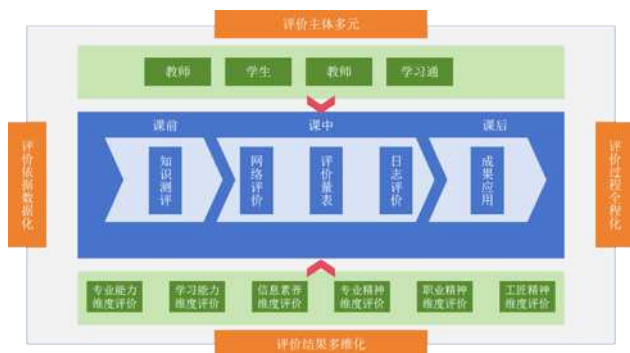 评价主体多元
教师 学生 教师 学习通
课前 课中 课后
评价依据数据化
知识测评
网络评价
评价量表
日志评价
成果应用
评价过程全程化
专业能力 学习能力 信息素养 专业精神 职业精神 工匠精神
维度评价 维度评价 维度评价 维度评价 维度评价 维度评价
评价结果多维化